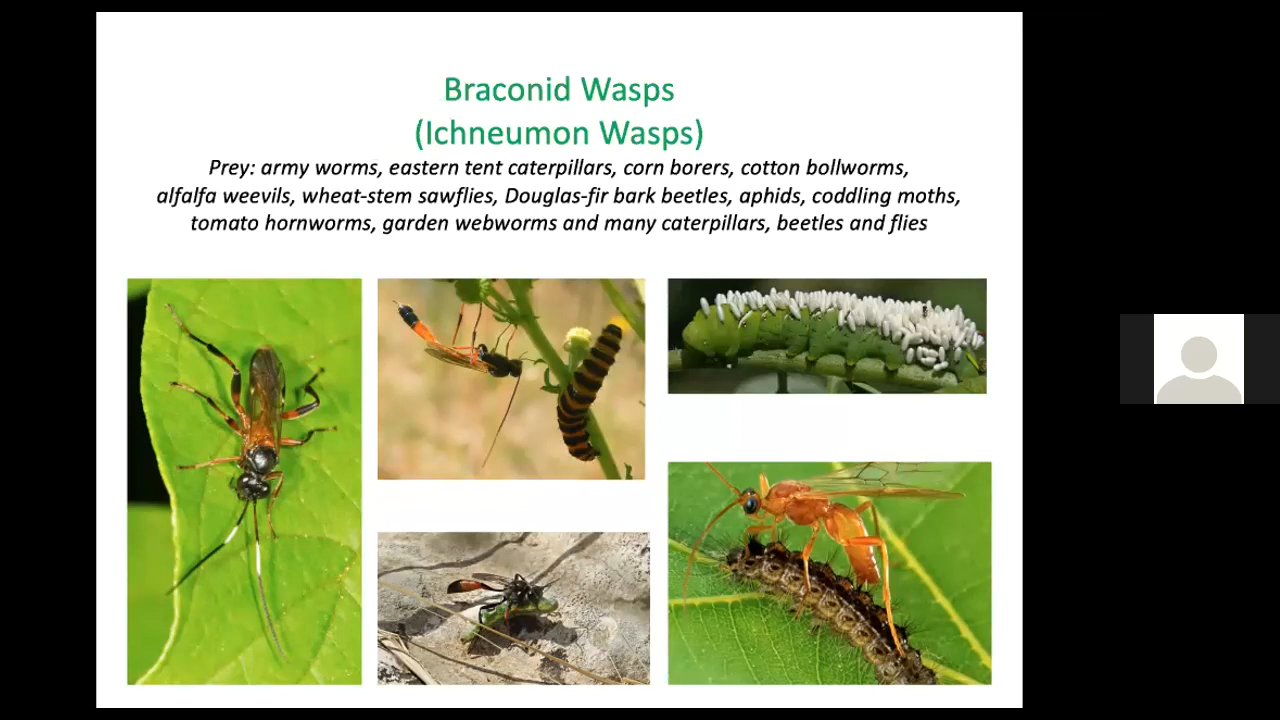 Braconid Wasps
(Ichneumon Wasps)
Prey: army worms, eastern tent caterpillars, corn borers, cotton bollworms,
alfalfa weevils, wheat-stem sawflies, Douglas-fir bark beetles, aphids, coddling moths,
tomato hornworms, garden webworms and many caterpillars, beetles and flies